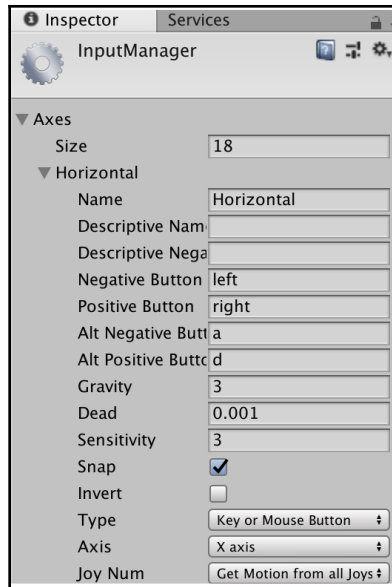 Inspector Services
InputManager
Axes
Size 18
Horizontal
Name Horizontal
Descriptive Nam
Descriptive Nega
Negative Button left
Positive Button right
Alt Negative Butt a
Alt Positive Butto d
Gravity 3
Dead 0.001
Sensitivity 3
Snap
Invert
Type Key or Mouse Button
Axis X axis
Joy Num Get Motion from all Joys